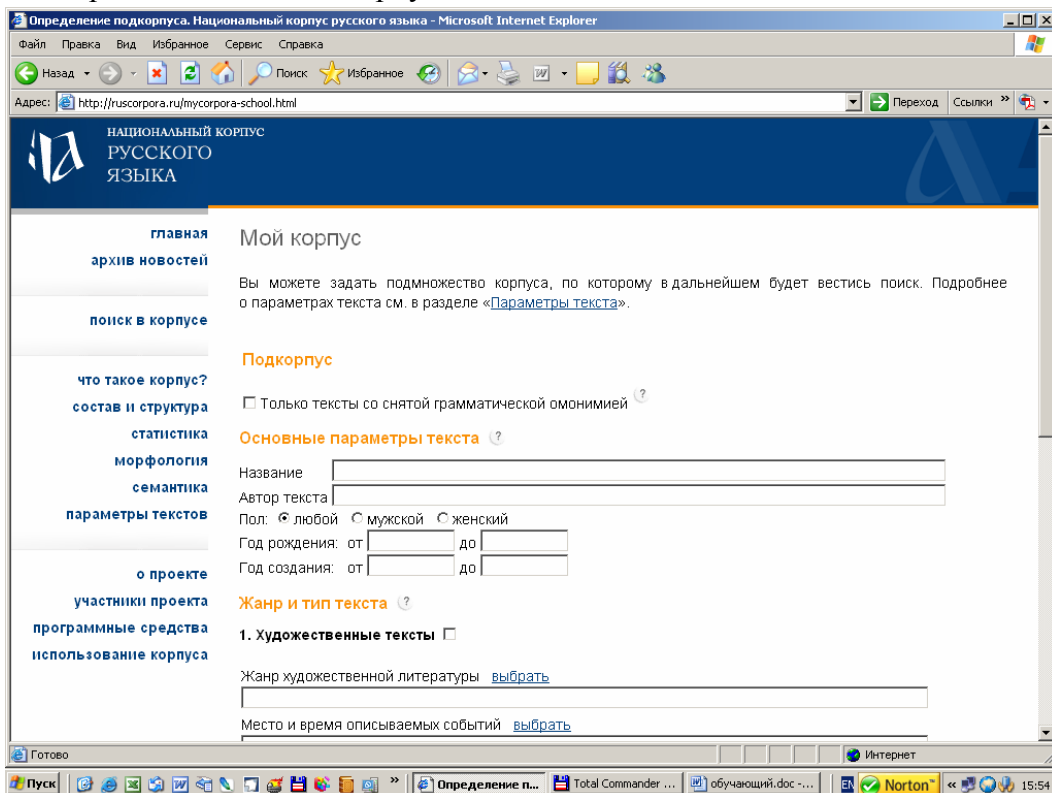 Определение подкорпуса. Национальный корпус русского языка - Microsoft Internet Explorer
Файл Правка Вид Избранное Сервис Справка
Назад Поиск Избранное
Адрес: http://ruscorpora.ru/mycorpora-school.html Переход Ссылки »
НАЦИОНАЛЬНЫЙ КОРПУС
РУССКОГО
ЯЗЫКА
главная
архив новостей
поиск в корпусе
что такое корпус?
состав и структура
статистика
морфология
семантика
параметры текстов
о проекте
участники проекта
программные средства
использование корпуса
Мой корпус
Вы можете задать подмножество корпуса, по которому в дальнейшем будет вестись поиск. Подробнее
о параметрах текста см. в разделе «Параметры текста».
Подкорпус
Только тексты со снятой грамматической омонимией ?
Основные параметры текста ?
Название
Автор текста
Пол: любой мужской женский
Год рождения: от до
Год создания: от до
Жанр и тип текста ?
1. Художественные тексты
Жанр художественной литературы выбрать
Место и время описываемых событий выбрать
Готово Интернет
Пуск » Определение п... Total Commander ... обучающий.doc -... EN Norton™ « 15:54